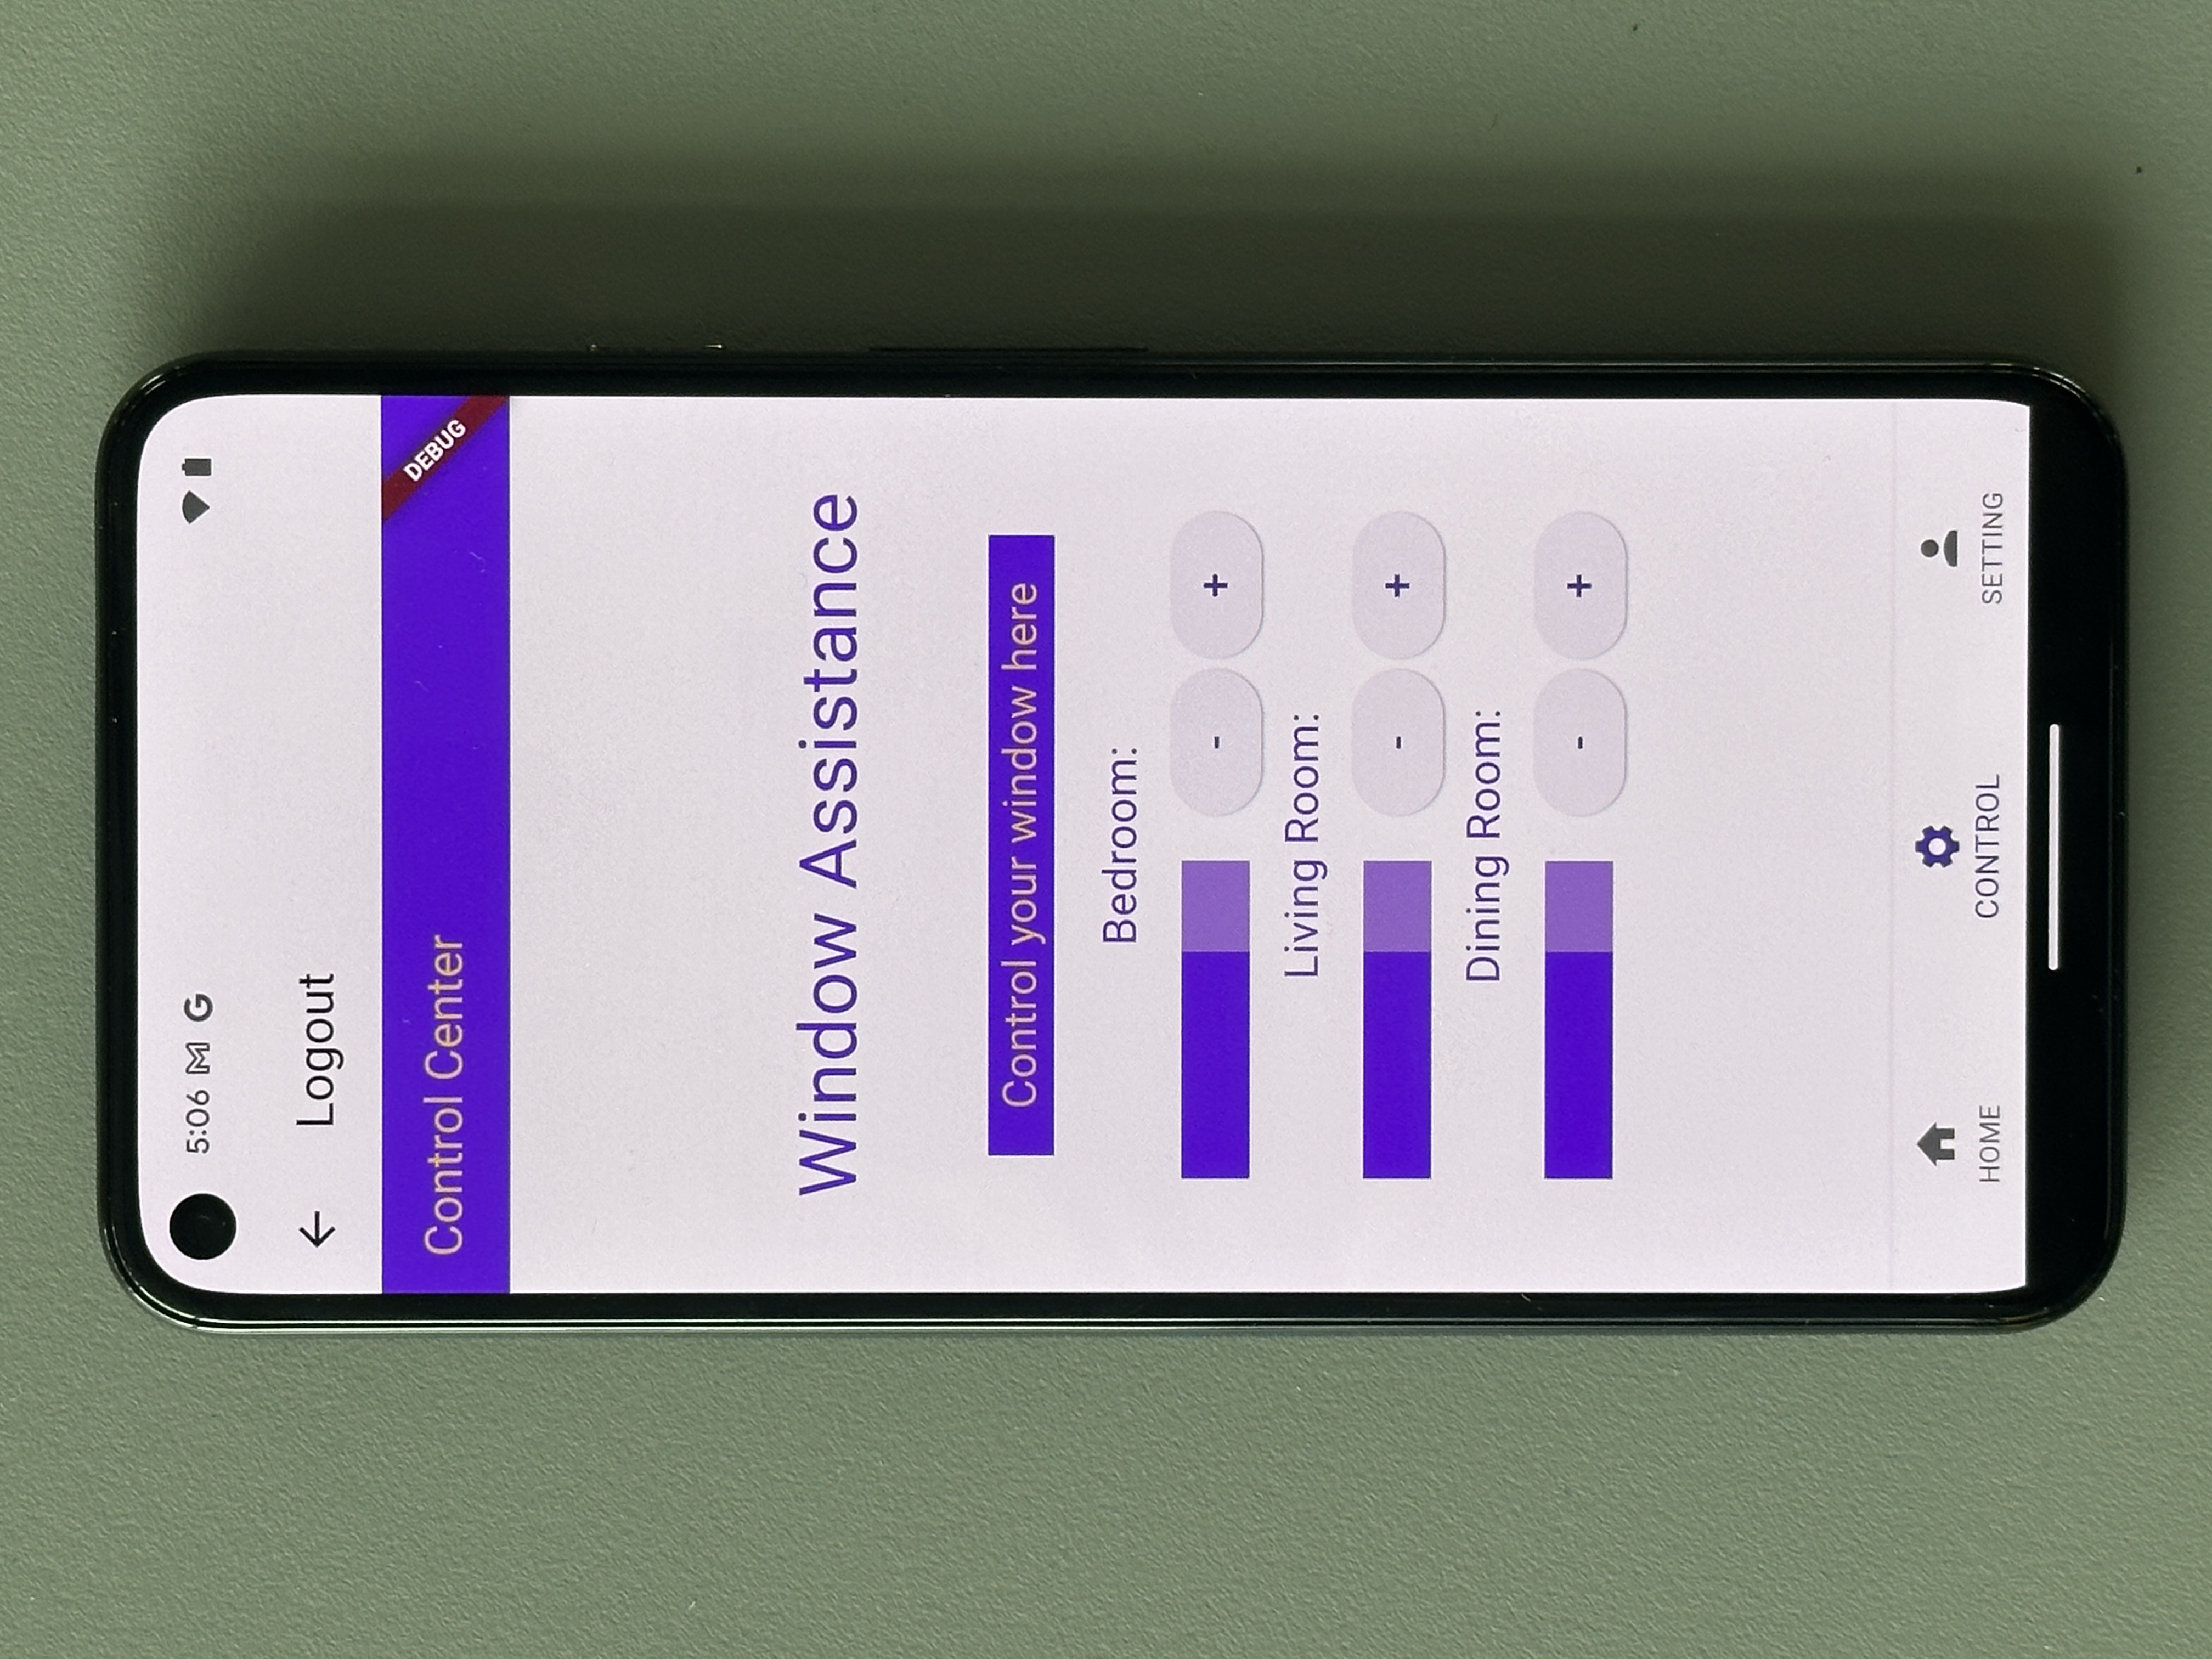 5:06
Logout
Control Center
DEBUG
Window Assistance
Control your window here
Bedroom:
- +
Living Room:
- +
Dining Room:
- +
HOME CONTROL SETTING